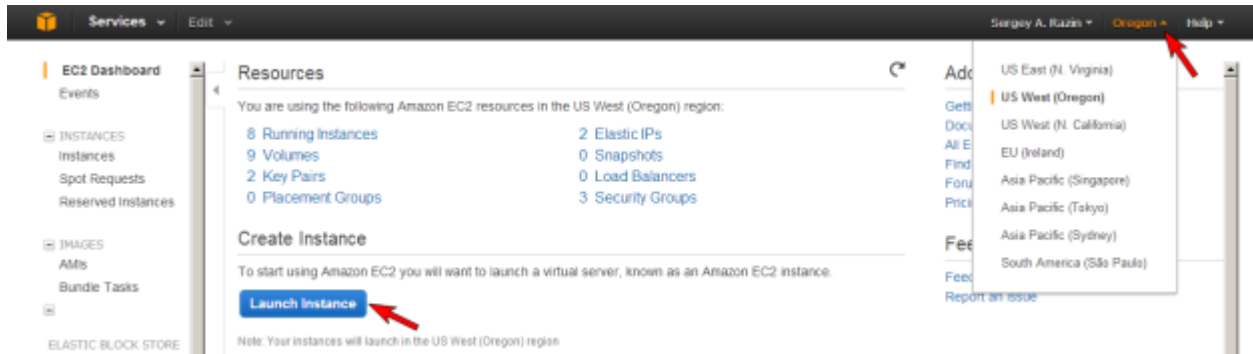 Services Edit
Sergey A. Razin Oregon Help
EC2 Dashboard
Events
INSTANCES
Instances
Spot Requests
Reserved Instances
IMAGES
AMIs
Bundle Tasks
ELASTIC BLOCK STORE
Resources
You are using the following Amazon EC2 resources in the US West (Oregon) region:
8 Running Instances 2 Elastic IPs
9 Volumes 0 Snapshots
2 Key Pairs 0 Load Balancers
0 Placement Groups 3 Security Groups
Create Instance
To start using Amazon EC2 you will want to launch a virtual server, known as an Amazon EC2 instance.
Launch Instance
Note: Your instances will launch in the US West (Oregon) region
US East (N. Virginia)
US West (Oregon)
US West (N. California)
EU (Ireland)
Asia Pacific (Singapore)
Asia Pacific (Tokyo)
Asia Pacific (Sydney)
South America (São Paulo)
All E
Find
Report an Issue